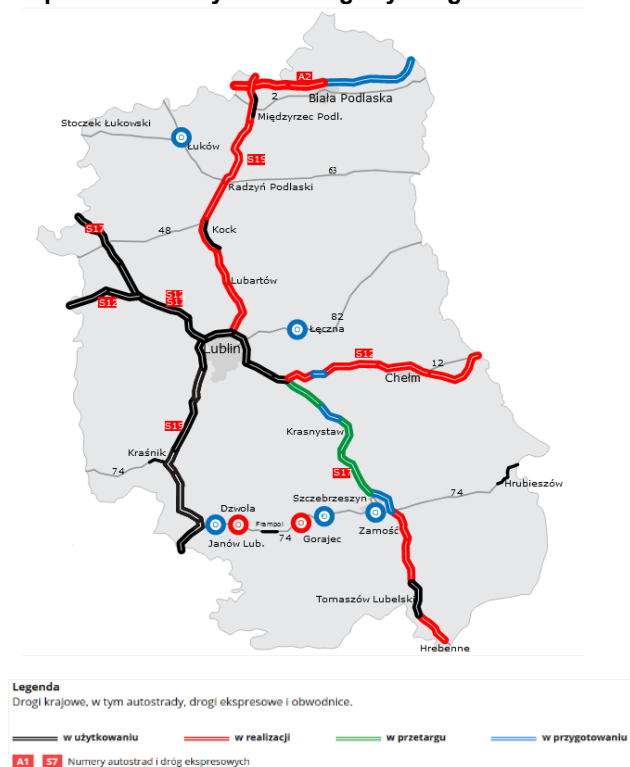 A2
2
Biała Podlaska
Międzyrzec Podl.
Stoczek Łukowski
Łuków
S19
63
Radzyń Podlaski
S17
48
Kock
Lubartów
S12
S12
S17
82
Łęczna
Lublin
S12
12
Chełm
S19
Krasnystaw
Kraśnik
74
S17
Hrubieszów
Szczebrzeszyn
74
Dzwola
Frampol
Zamość
Janów Lub.
74
Gorajec
Tomaszów Lubelski
Hrebenne
Legenda
Drogi krajowe, w tym autostrady, drogi ekspresowe i obwodnice.
w użytkowaniu
w realizacji
w przetargu
w przygotowaniu
A1 S7 Numery autostrad i dróg ekspresowych